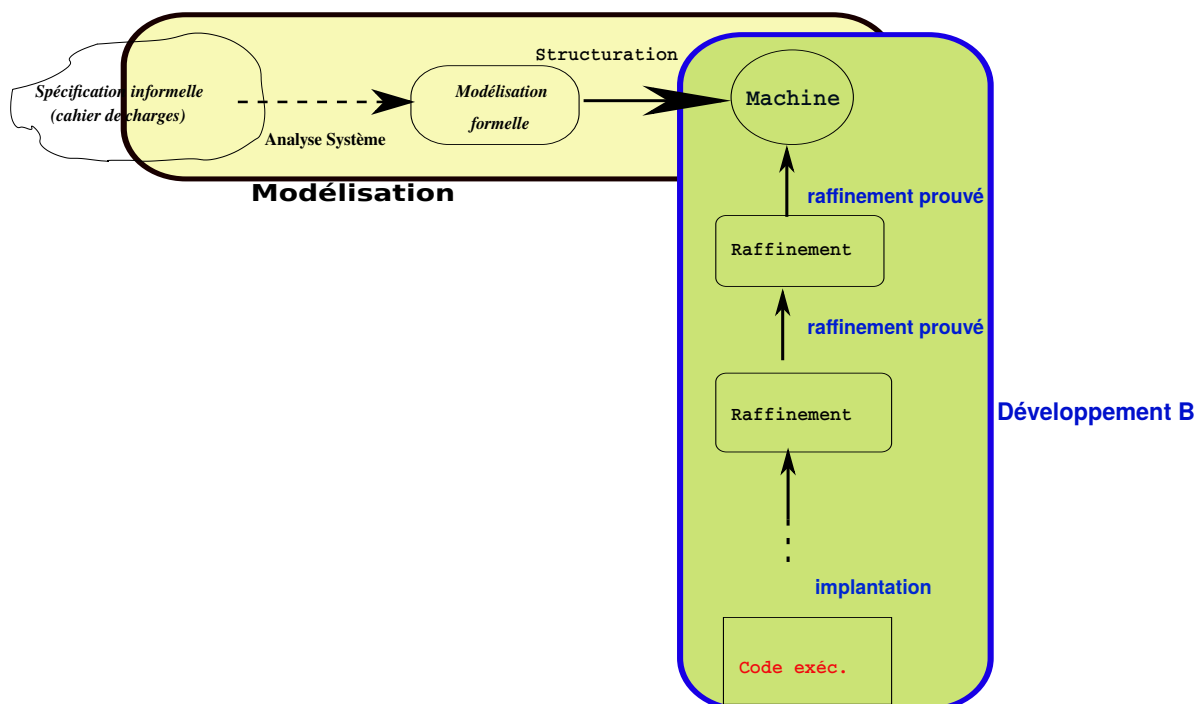 Structuration
Spécification informelle
(cahier de charges)
Analyse Système
Modélisation
formelle
Machine
Modélisation
raffinement prouvé
Raffinement
raffinement prouvé
Raffinement
Développement B
implantation
Code exéc.